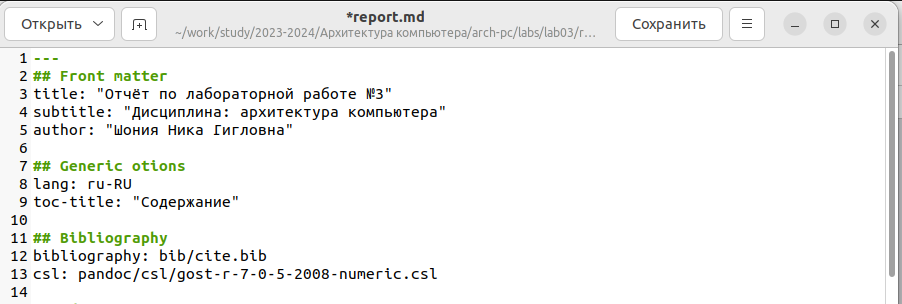 Открыть
*report.md
~/work/study/2023-2024/Архитектура компьютера/arch-pc/labs/lab03/r…
Сохранить
1 ---
2 ## Front matter
3 title: "Отчёт по лабораторной работе №3"
4 subtitle: "Дисциплина: архитектура компьютера"
5 author: "Шония Ника Гигловна"
6
7 ## Generic otions
8 lang: ru-RU
9 toc-title: "Содержание"
10
11 ## Bibliography
12 bibliography: bib/cite.bib
13 csl: pandoc/csl/gost-r-7-0-5-2008-numeric.csl
14